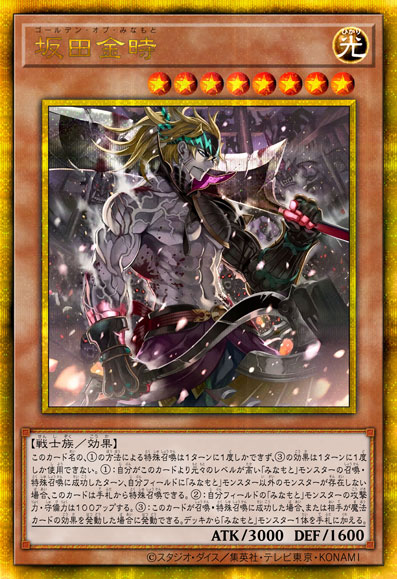 ゴールデン・オブ・みなもと
坂田金時
ひかり
光
【戦士族／効果】
このカード名の、①の方法による特殊召喚は1ターンに1度しかできず、③の効果は1ターンに1度
しか使用できない。①：自分がこのカードより元々のレベルが高い「みなもと」モンスターの召喚・
特殊召喚に成功したターン、自分フィールドに「みなもと」モンスター以外のモンスターが存在しない
場合、このカードは手札から特殊召喚できる。②：自分フィールドの「みなもと」モンスターの攻撃
力・守備力は100アップする。③：このカードが特殊召喚に成功した場合、または相手が魔法
カードの効果を発動した場合に発動できる。デッキから「みなもと」モンスター1体を手札に加える。
ATK/3000 DEF/1600
©スタジオ・ダイス／集英社・テレビ東京・KONAMI